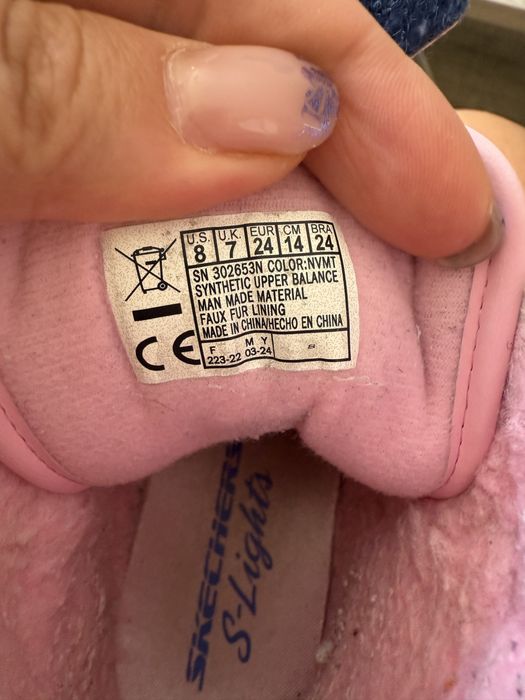 U.S. U.K. EUR CM BRA
8 7 24 14 24
SN 302653N COLOR:NVMT
SYNTHETIC UPPER BALANCE
MAN MADE MATERIAL
FAUX FUR LINING
MADE IN CHINA/HECHO EN CHINA
F M Y
223-22 03-24
CE
SKECHERS
S-Lights